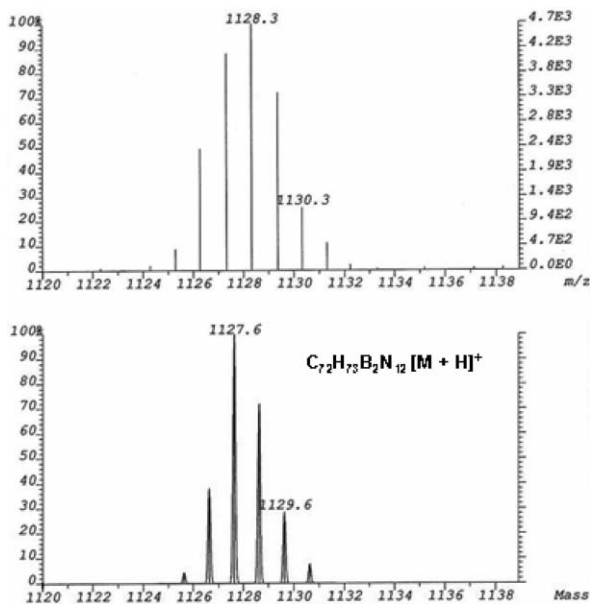 100%
1128.3
4.7E3
90
4.2E3
80
3.8E3
70
3.3E3
60
2.8E3
50
2.4E3
40
1.9E3
30
1130.3
1.4E3
20
9.4E2
10
4.7E2
0
0.0E0
1120 1122 1124 1126 1128 1130 1132 1134 1136 1138 m/z
100%
1127.6
90
C72H73B2N12 [M + H]+
80
70
60
50
40
30
1129.6
20
10
0
1120 1122 1124 1126 1128 1130 1132 1134 1136 1138 Mass